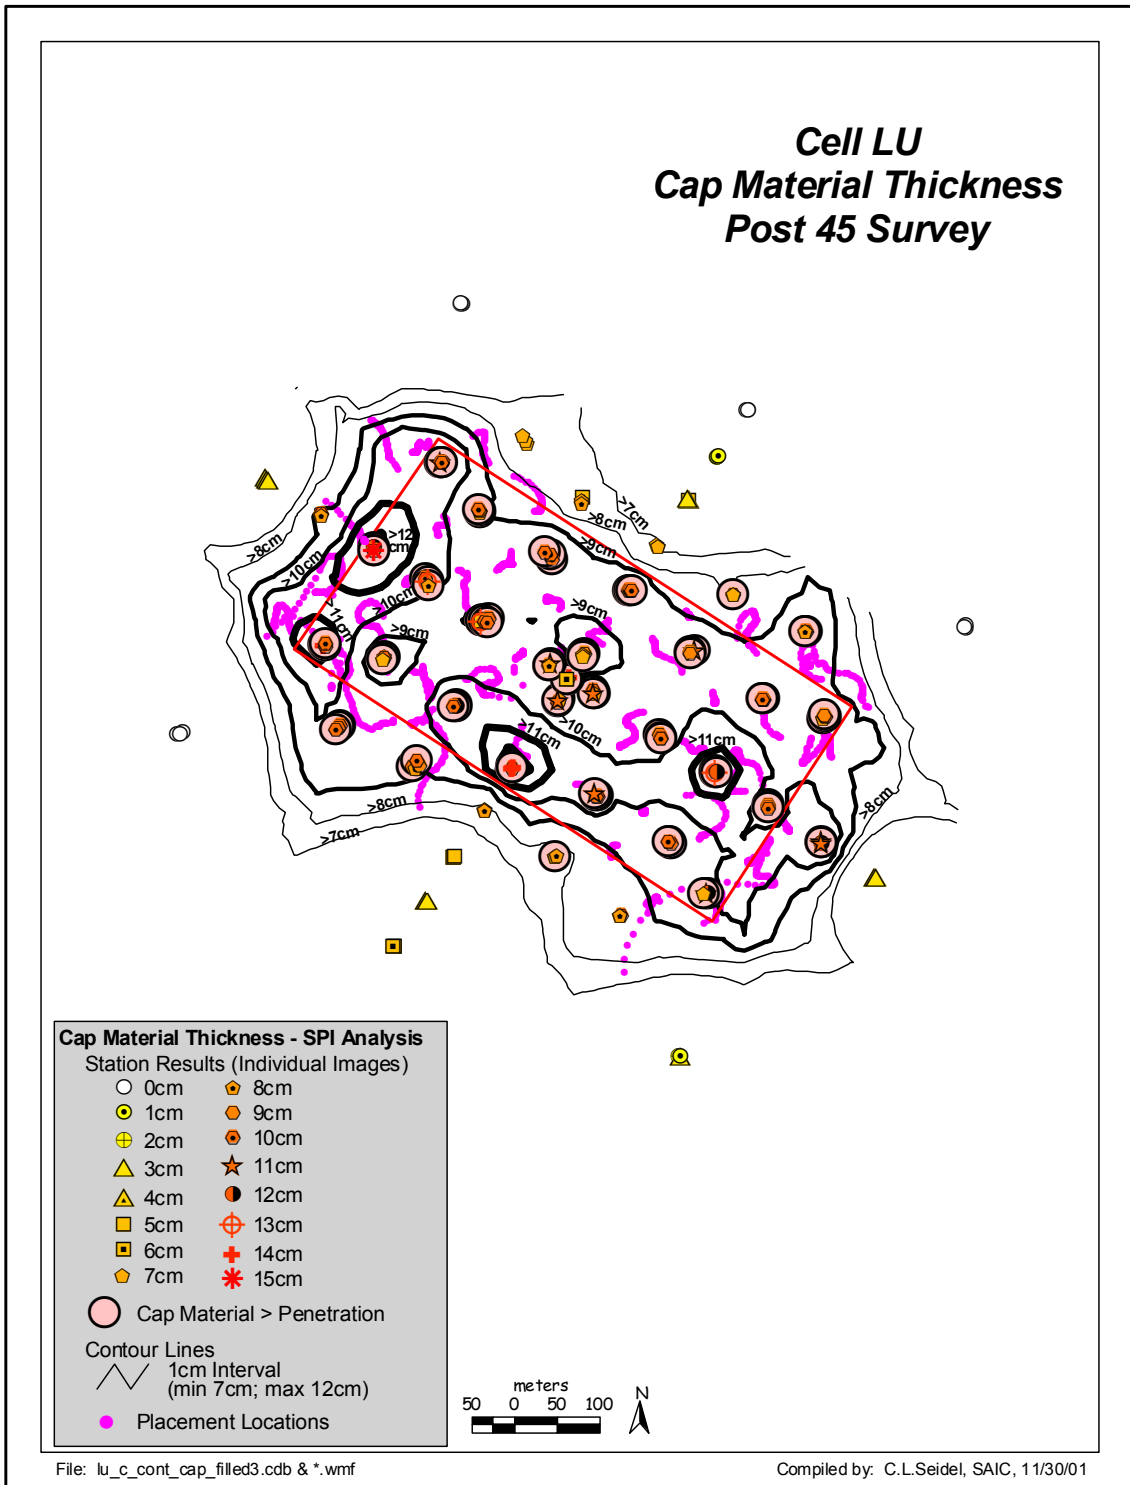 Cell LU
Cap Material Thickness
Post 45 Survey
>7cm
>8cm
>9cm
>12
cm
>8cm
>10cm
>10cm
>11cm
>9cm
>9cm
>10cm
>11cm
>11cm
>8cm
>7cm
>8cm
Cap Material Thickness - SPI Analysis
Station Results (Individual Images)
0cm 8cm
1cm 9cm
2cm 10cm
3cm 11cm
4cm 12cm
5cm 13cm
6cm 14cm
7cm 15cm
Cap Material > Penetration
Contour Lines
1cm Interval
(min 7cm; max 12cm)
Placement Locations
meters
50 0 50 100
N
File: lu_c_cont_cap_filled3.cdb & *.wmf
Compiled by: C.L.Seidel, SAIC, 11/30/01